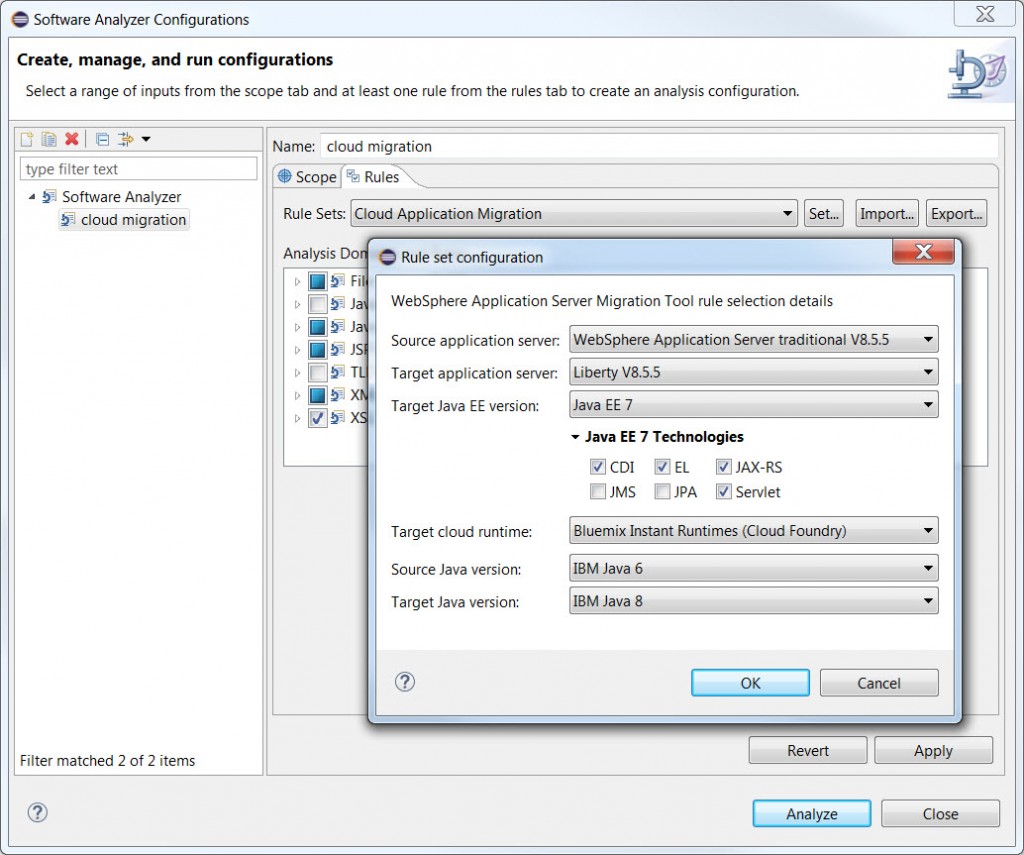 Software Analyzer Configurations
Create, manage, and run configurations
Select a range of inputs from the scope tab and at least one rule from the rules tab to create an analysis configuration.
type filter text
Software Analyzer
cloud migration
Filter matched 2 of 2 items
Name: cloud migration
Scope Rules
Rule Sets: Cloud Application Migration Set... Import... Export...
Analysis Dom
File
Jav
Jav
JSP
TL
XM
XS
Rule set configuration
WebSphere Application Server Migration Tool rule selection details
Source application server: WebSphere Application Server traditional V8.5.5
Target application server: Liberty V8.5.5
Target Java EE version: Java EE 7
Java EE 7 Technologies
CDI EL JAX-RS
JMS JPA Servlet
Target cloud runtime: Bluemix Instant Runtimes (Cloud Foundry)
Source Java version: IBM Java 6
Target Java version: IBM Java 8
OK Cancel
Revert Apply
Analyze Close